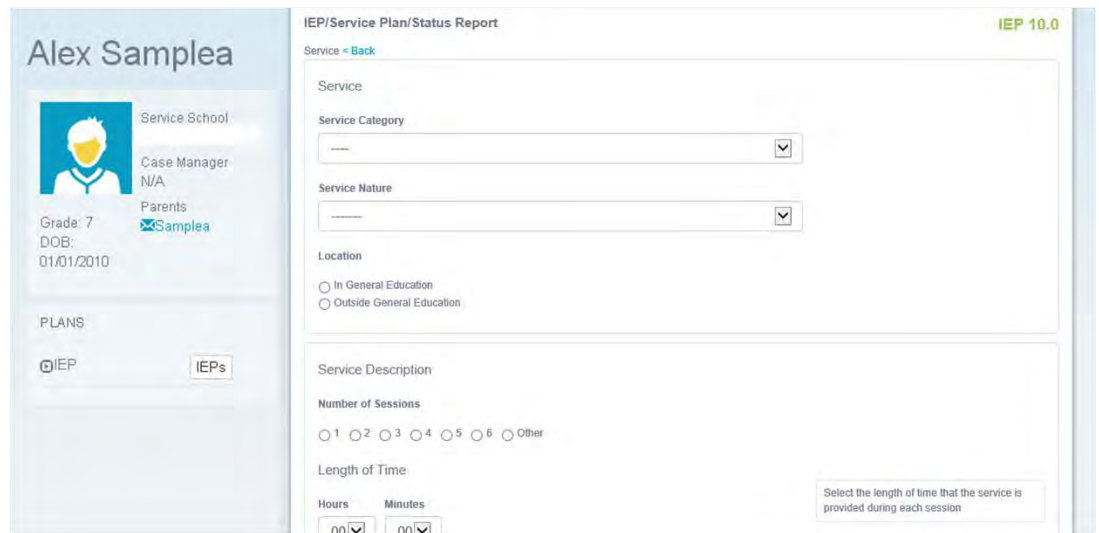 Alex Samplea
Service School
Case Manager
N/A
Parents
Samplea
Grade: 7
DOB:
01/01/2010
PLANS
IEP
IEPs
IEP/Service Plan/Status Report
IEP 10.0
Service < Back
Service
Service Category
-----
Service Nature
---------
Location
In General Education
Outside General Education
Service Description
Number of Sessions
1 2 3 4 5 6 Other
Length of Time
Hours Minutes
00 00
Select the length of time that the service is
provided during each session